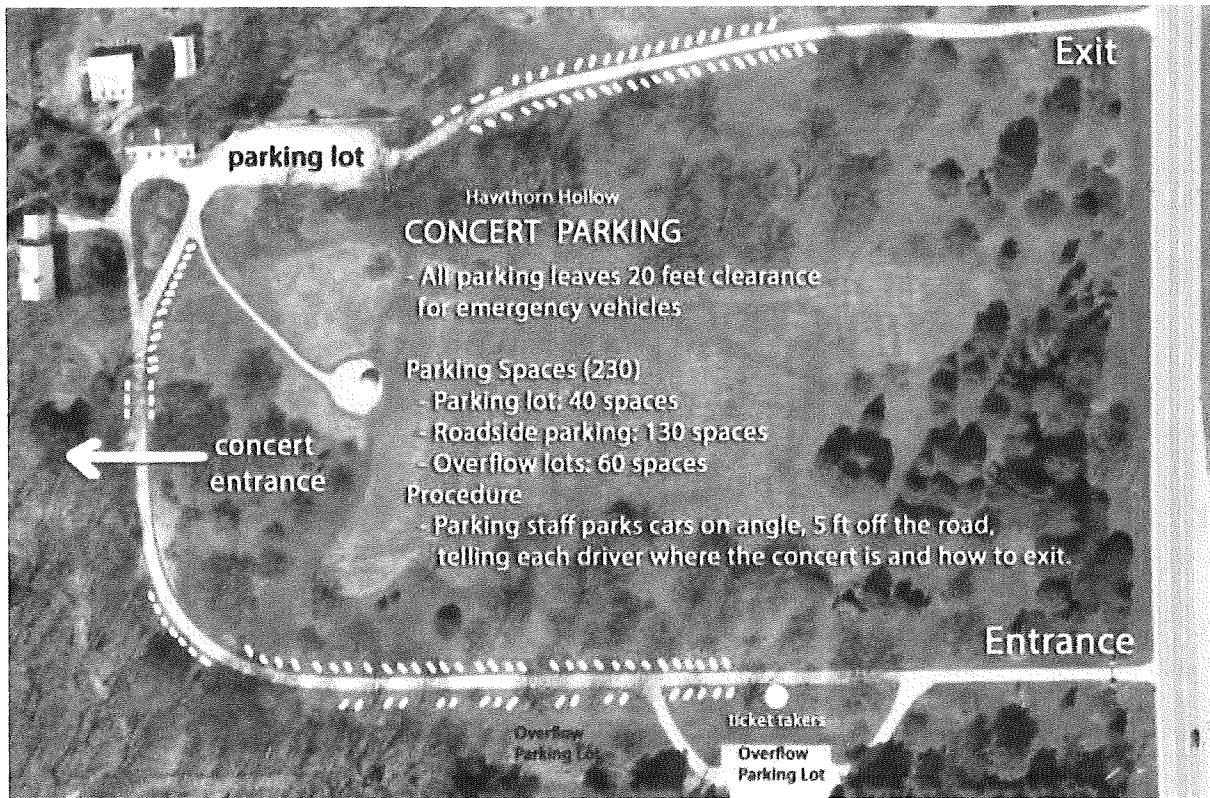 Exit
parking lot
Hawthorn Hollow
CONCERT PARKING
- All parking leaves 20 feet clearance
for emergency vehicles
Parking Spaces (230)
- Parking lot: 40 spaces
- Roadside parking: 130 spaces
- Overflow lots: 60 spaces
concert
entrance
Procedure
- Parking staff parks cars on angle, 5 ft off the road,
telling each driver where the concert is and how to exit.
Entrance
ticket takers
Overflow
Parking Lot
Overflow
Parking Lot